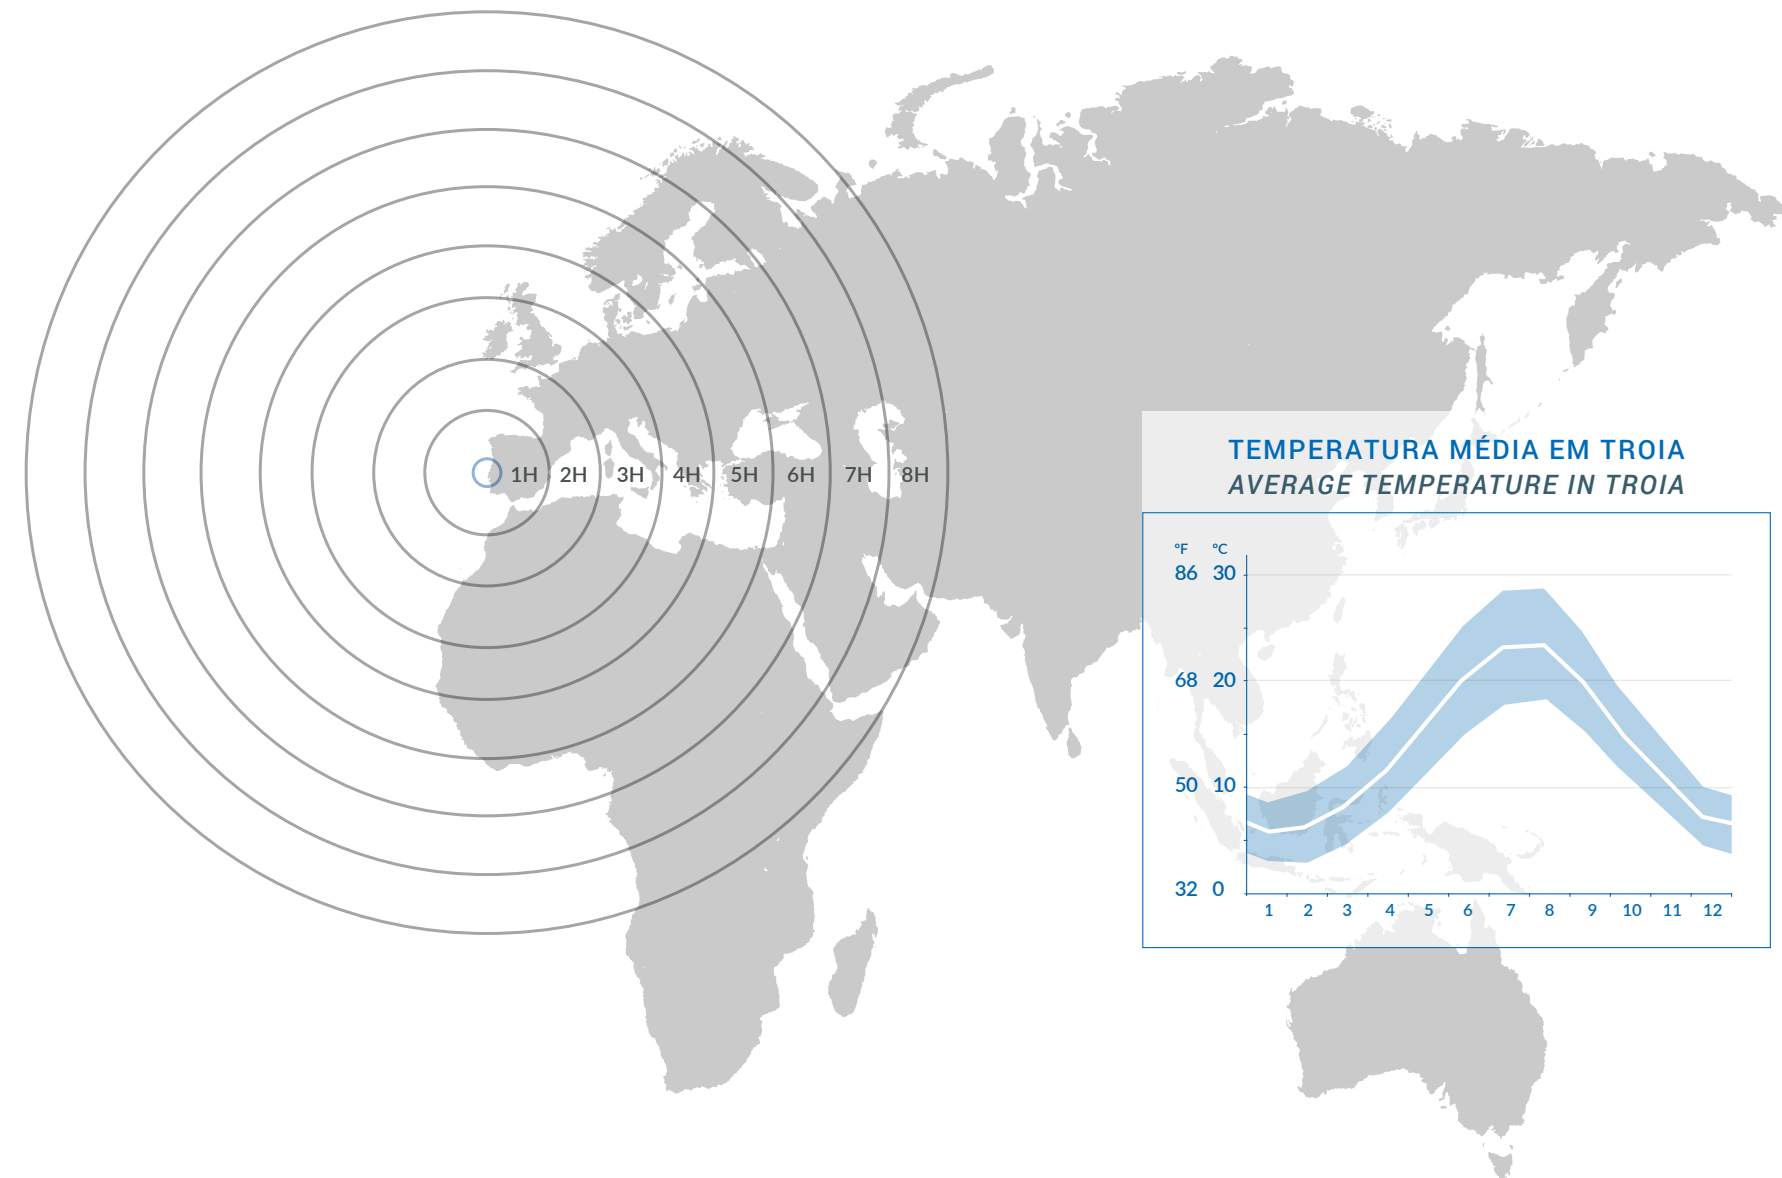 1H 2H 3H 4H 5H 6H 7H 8H
TEMPERATURA MÉDIA EM TROIA
AVERAGE TEMPERATURE IN TROIA
°F °C
86 30
68 20
50 10
32 0
1 2 3 4 5 6 7 8 9 10 11 12